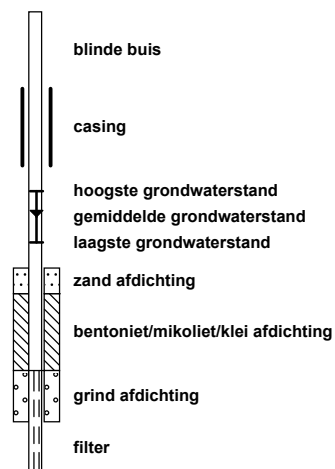 blinde buis
casing
hoogste grondwaterstand
gemiddelde grondwaterstand
laagste grondwaterstand
zand afdichting
bentoniet/mikoliet/klei afdichting
grind afdichting
filter